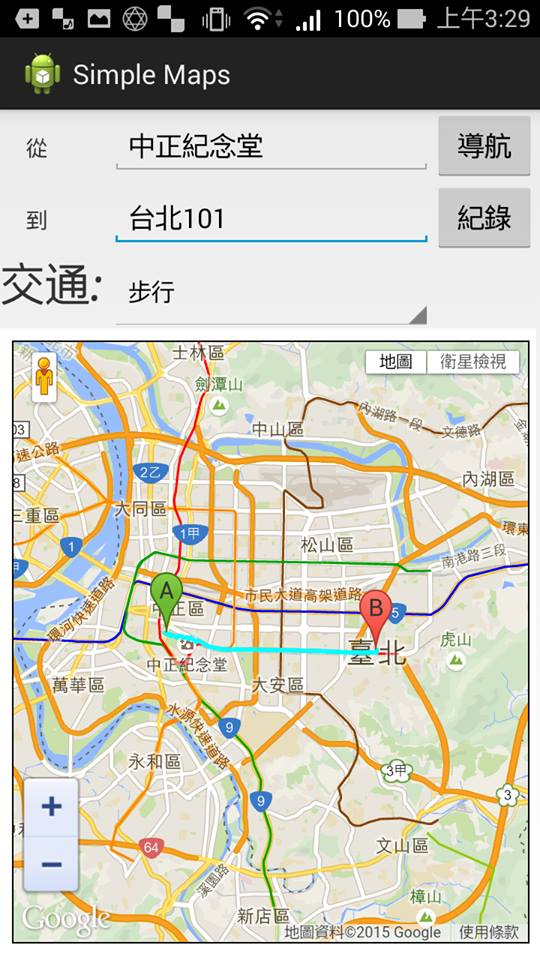 100% 上午3:29
Simple Maps
從 中正紀念堂 導航
到 台北101 紀錄
交通: 步行
地圖 衛星檢視
士林區
劍潭山
中山區
內湖路一段
文德路
03
速公路
2乙
內湖區
8
三重區
大同區
環東
1
1甲
松山區
南港路三段
A
市民大道高架道路
B
5
環河快速道路
正區
虎山
臺北
中正紀念堂
萬華區
大安區
水源快速道路
9
永和區
3甲
3
9
+
64
文山區
−
溪園路
樟山
Google
新店區
地圖資料©2015 Google 使用條款